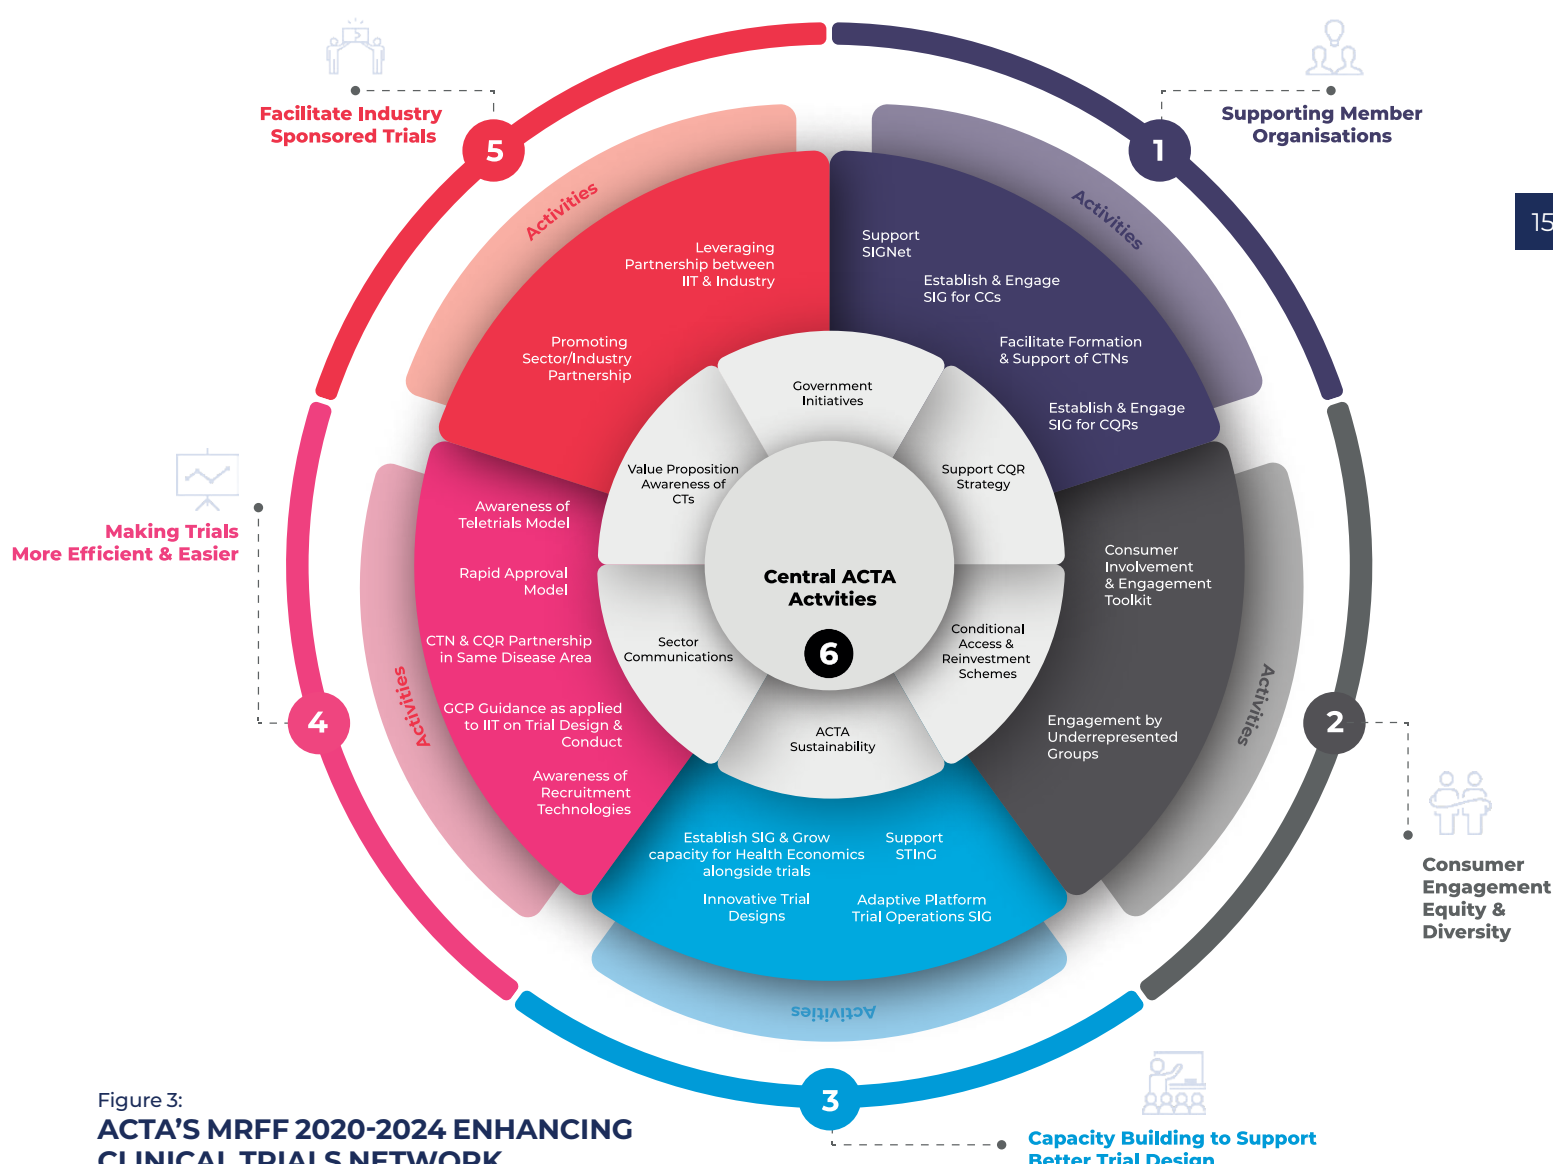 Facilitate Industry
Sponsored Trials
5
Supporting Member
Organisations
1
15
Activities
Leveraging
Partnership between
IIT & Industry
Promoting
Sector/Industry
Partnership
Activities
Support
SIGNet
Establish & Engage
SIG for CCs
Facilitate Formation
& Support of CTNs
Establish & Engage
SIG for CQRs
Government
Initiatives
Value Proposition
Awareness of
CTs
Support CQR
Strategy
Central ACTA
Actvities
6
Sector
Communications
Conditional
Access &
Reinvestment
Schemes
ACTA
Sustainability
Making Trials
More Efficient & Easier
4
Activities
Awareness of
Teletrials Model
Rapid Approval
Model
CTN & CQR Partnership
in Same Disease Area
GCP Guidance as applied
to IIT on Trial Design &
Conduct
Awareness of
Recruitment
Technologies
Consumer
Involvement
& Engagement
Toolkit
Engagement by
Underrepresented
Groups
Activities
2
Consumer
Engagement
Equity &
Diversity
Establish SIG & Grow
capacity for Health Economics
alongside trials
Support
STInG
Innovative Trial
Designs
Adaptive Platform
Trial Operations SIG
Activities
3
Capacity Building to Support
Better Trial Design
Figure 3:
ACTA'S MRFF 2020-2024 ENHANCING
CLINICAL TRIALS NETWORK